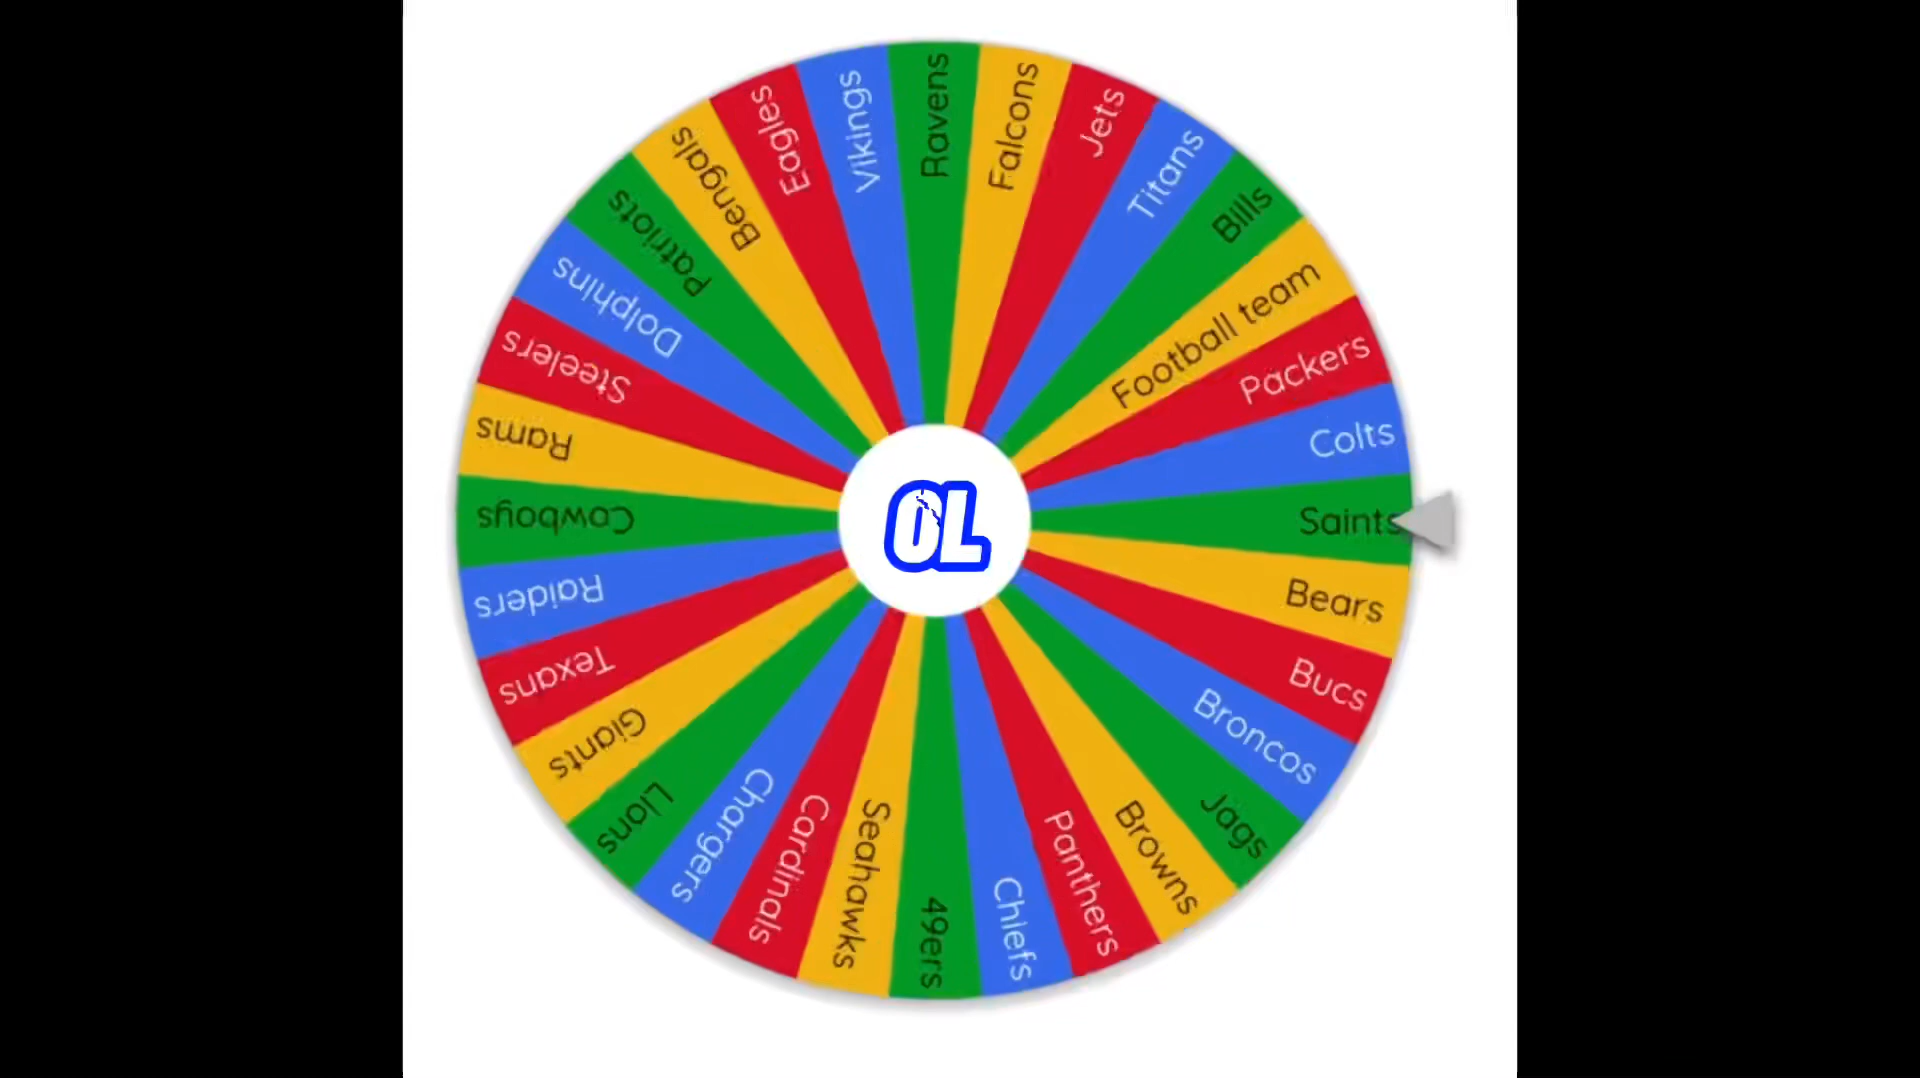 Ravens
Falcons
Jets
Titans
Bills
Football team
Packers
Colts
Saints
Bears
Bucs
Broncos
Jags
Browns
Panthers
Chiefs
49ers
Seahawks
Cardinals
Chargers
Lions
Giants
Texans
Raiders
Cowboys
Rams
Steelers
Dolphins
Patriots
Bengals
Eagles
Vikings
OL